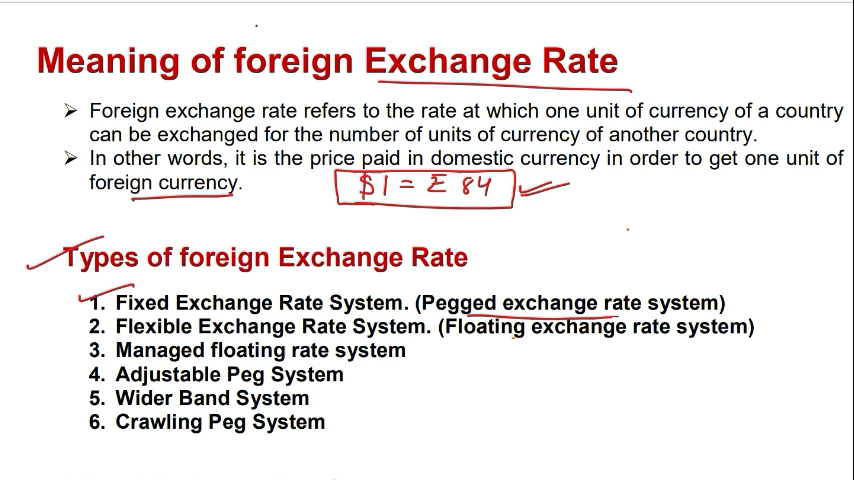 Meaning of foreign Exchange Rate
➢ Foreign exchange rate refers to the rate at which one unit of currency of a country
can be exchanged for the number of units of currency of another country.
➢ In other words, it is the price paid in domestic currency in order to get one unit of
foreign currency.
$1 = ₹ 84
Types of foreign Exchange Rate
1. Fixed Exchange Rate System. (Pegged exchange rate system)
2. Flexible Exchange Rate System. (Floating exchange rate system)
3. Managed floating rate system
4. Adjustable Peg System
5. Wider Band System
6. Crawling Peg System